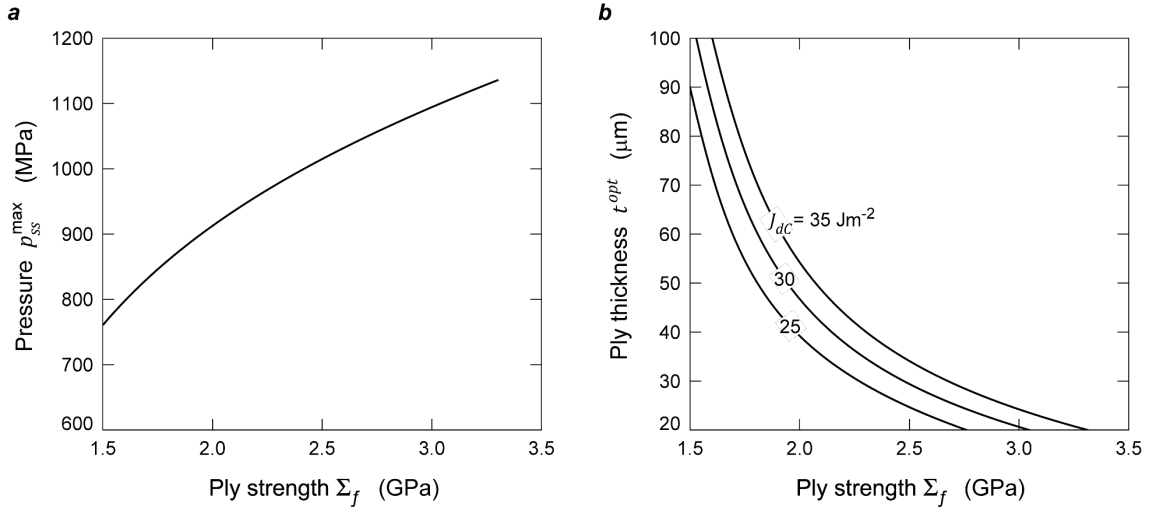 a
1200
1100
1000
900
800
700
600
Pressure p_ss^max (MPa)
1.5 2.0 2.5 3.0 3.5
Ply strength Σ_f (GPa)
b
100
90
80
70
60
50
40
30
20
Ply thickness t^opt (μm)
J_dC = 35 Jm^-2
30
25
1.5 2.0 2.5 3.0 3.5
Ply strength Σ_f (GPa)